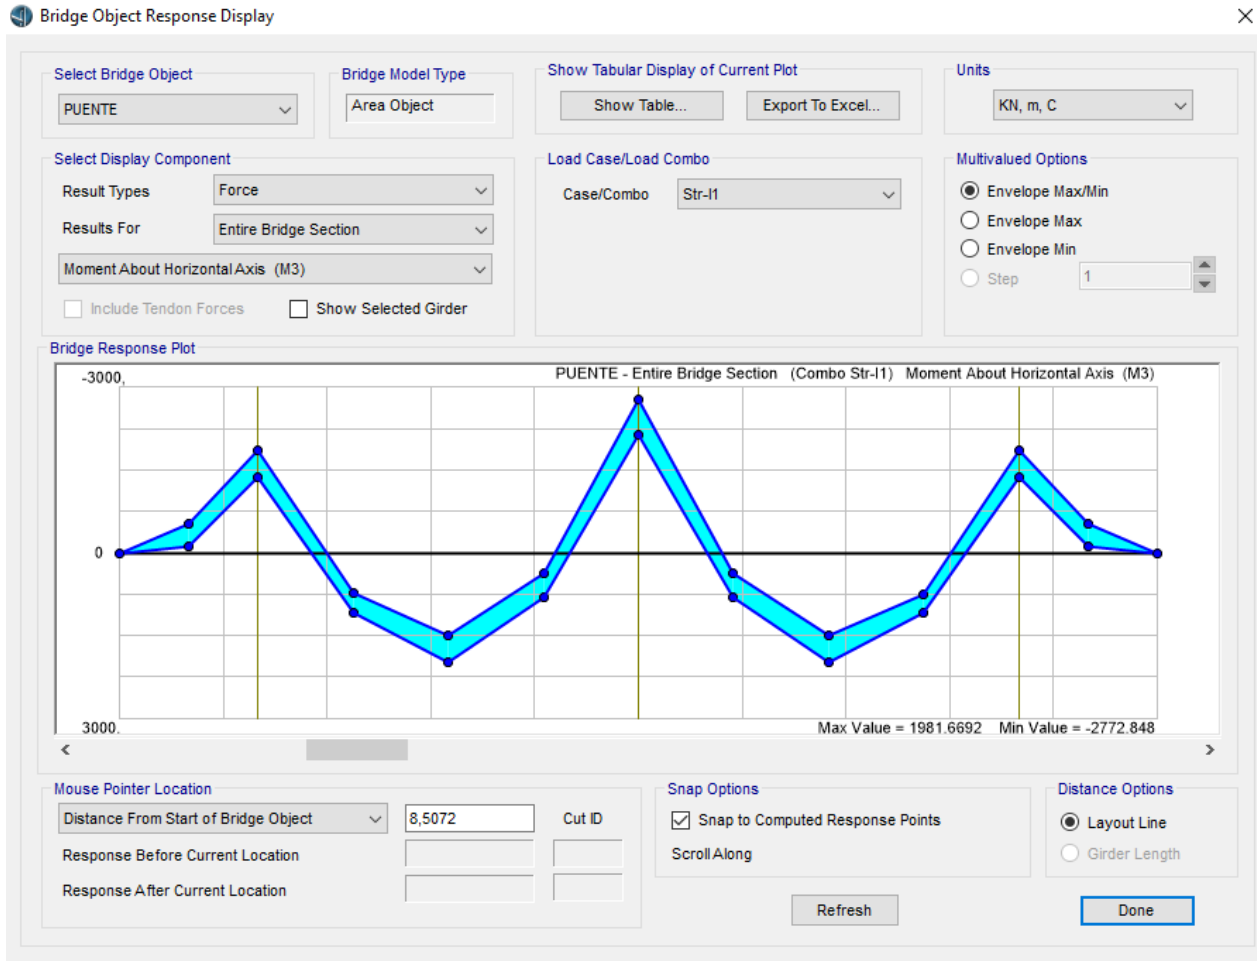 Bridge Object Response Display
Select Bridge Object
PUENTE
Bridge Model Type
Area Object
Show Tabular Display of Current Plot
Show Table...
Export To Excel...
Units
KN, m, C
Select Display Component
Result Types
Force
Results For
Entire Bridge Section
Moment About Horizontal Axis (M3)
Include Tendon Forces
Show Selected Girder
Load Case/Load Combo
Case/Combo
Str-I1
Multivalued Options
Envelope Max/Min
Envelope Max
Envelope Min
Step
1
Bridge Response Plot
-3000,
PUENTE - Entire Bridge Section (Combo Str-I1) Moment About Horizontal Axis (M3)
0
3000.
Max Value = 1981.6692 Min Value = -2772.848
Mouse Pointer Location
Distance From Start of Bridge Object
8,5072
Cut ID
Response Before Current Location
Response After Current Location
Snap Options
Snap to Computed Response Points
Scroll Along
Distance Options
Layout Line
Girder Length
Refresh
Done